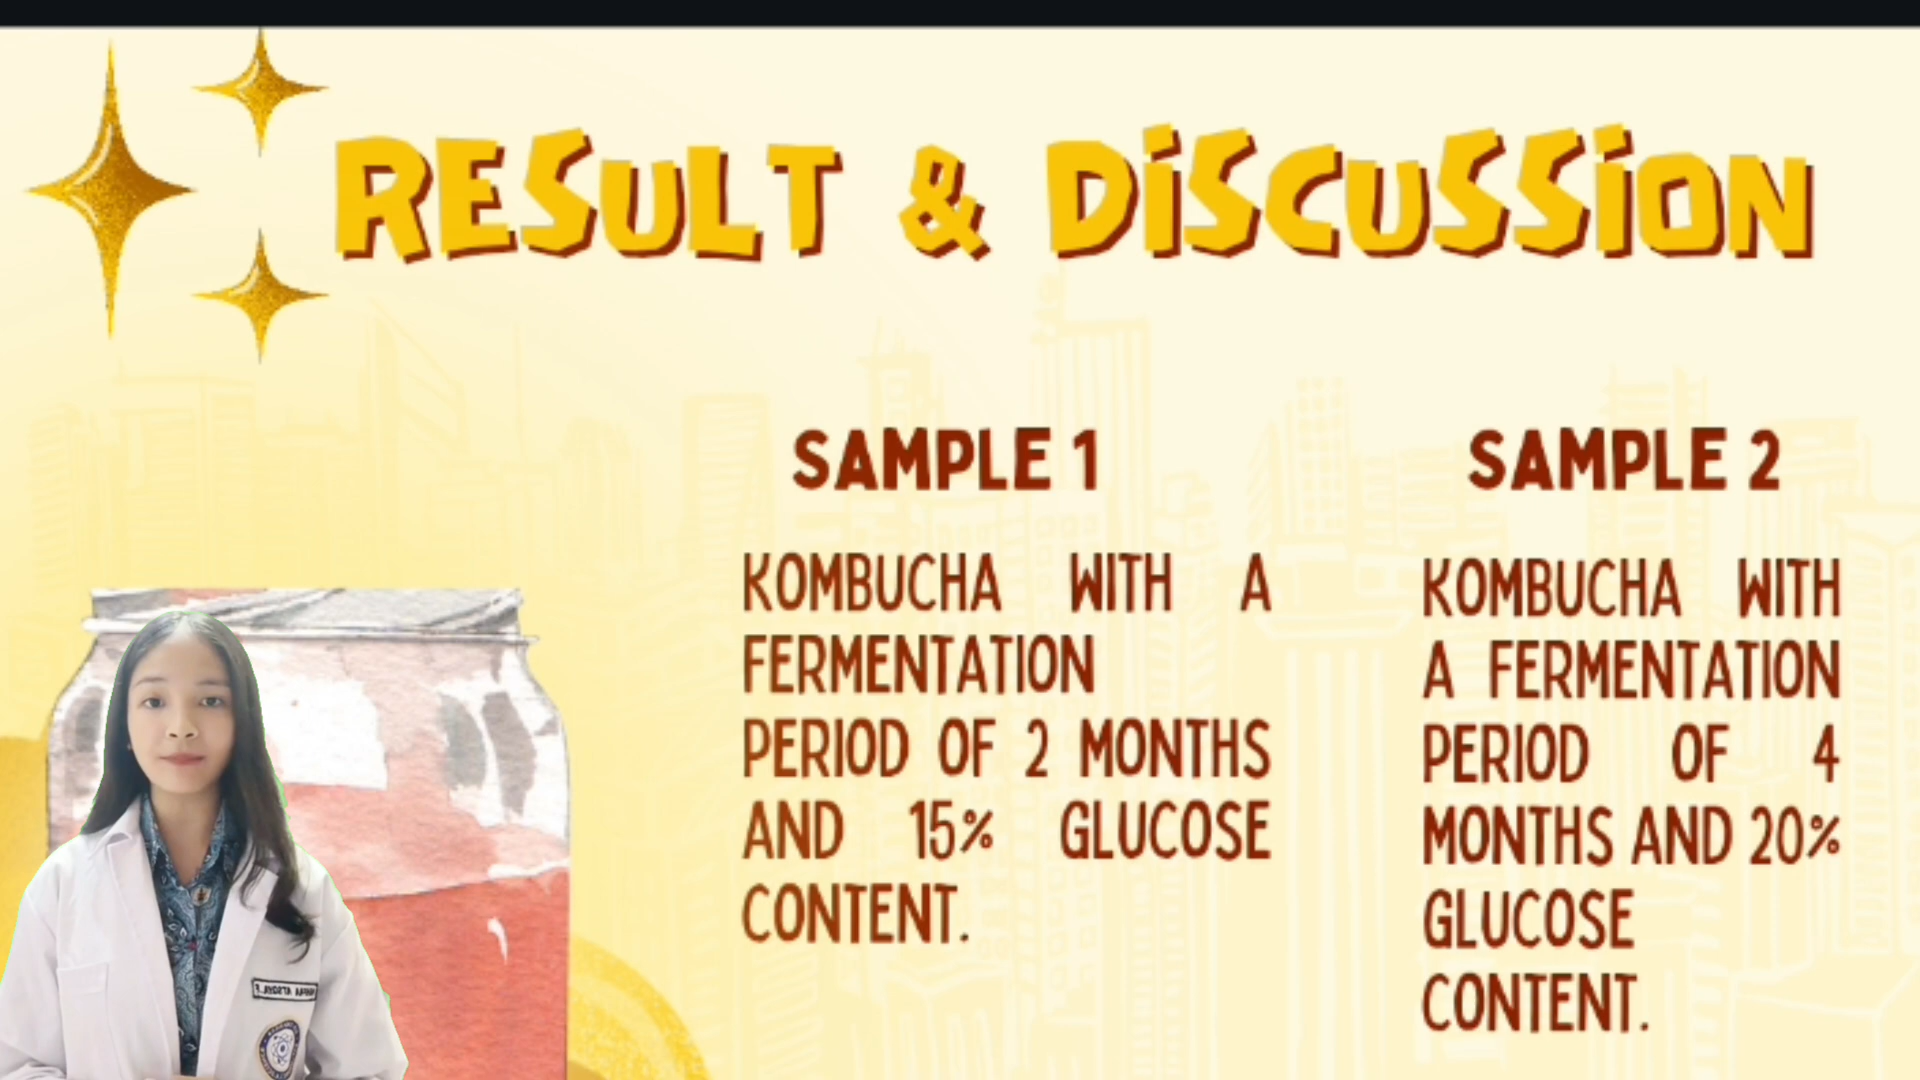 RESULT & DISCUSSION
SAMPLE 1
KOMBUCHA WITH A
FERMENTATION
PERIOD OF 2 MONTHS
AND 15% GLUCOSE
CONTENT.
SAMPLE 2
KOMBUCHA WITH
A FERMENTATION
PERIOD OF 4
MONTHS AND 20%
GLUCOSE
CONTENT.